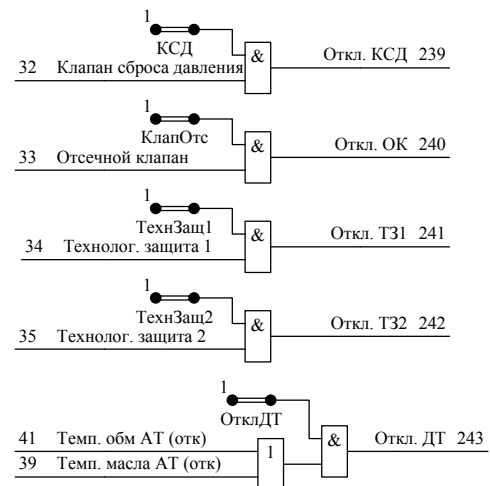 1
КСД
32 Клапан сброса давления & Откл. КСД 239
1
КлапОтс
33 Отсечной клапан & Откл. ОК 240
1
ТехнЗащ1
34 Технолог. защита 1 & Откл. ТЗ1 241
1
ТехнЗащ2
35 Технолог. защита 2 & Откл. ТЗ2 242
1
ОтклДТ
41 Темп. обм АТ (отк) 1 & Откл. ДТ 243
39 Темп. масла АТ (отк)